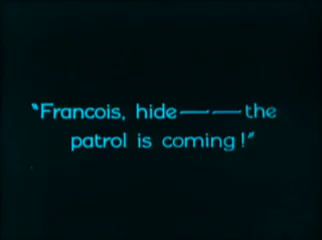 "Francois, hide — — the
patrol is coming!"